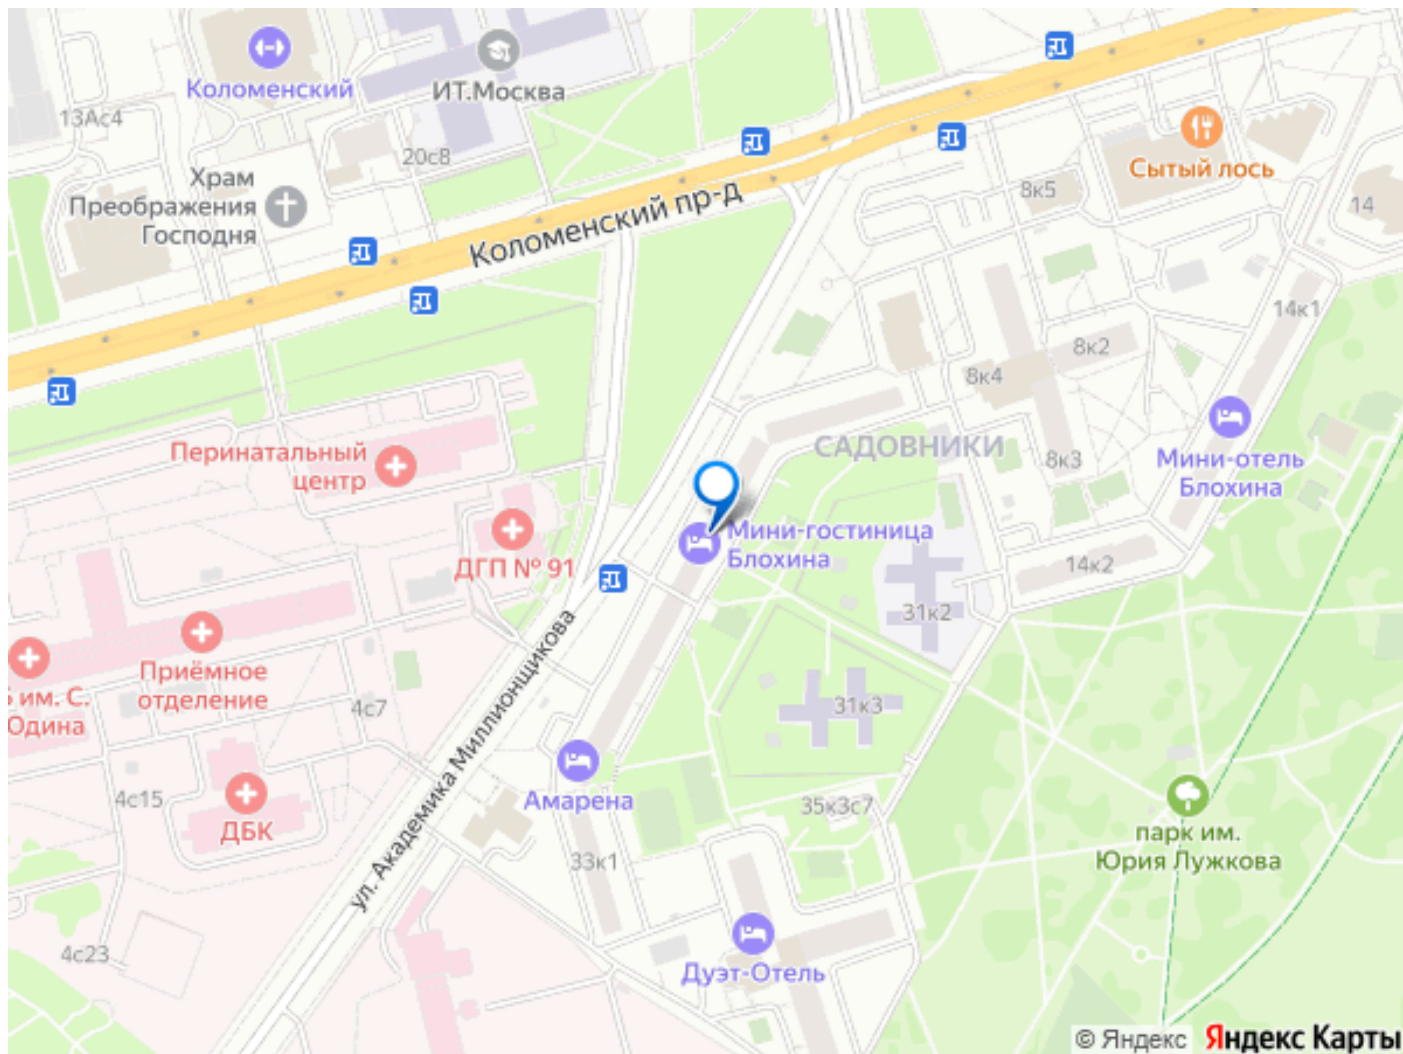 Коломенский
ИТ.Москва
13Ас4
20с8
Храм
Преображения
Господня
Коломенский пр-д
Сытый лось
8к5
14
14к1
8к2
8к4
8к3
САДОВНИКИ
Мини-отель
Блохина
Перинатальный
центр
ДГП № 91
Мини-гостиница
Блохина
14к2
31к2
Приёмное
отделение
им. С.
Юдина
4с7
31к3
ул. Академика Миллионщикова
4с15
ДБК
Амарена
35к3с7
33к1
парк им.
Юрия Лужкова
4с23
Дуэт-Отель
© Яндекс Яндекс Карты